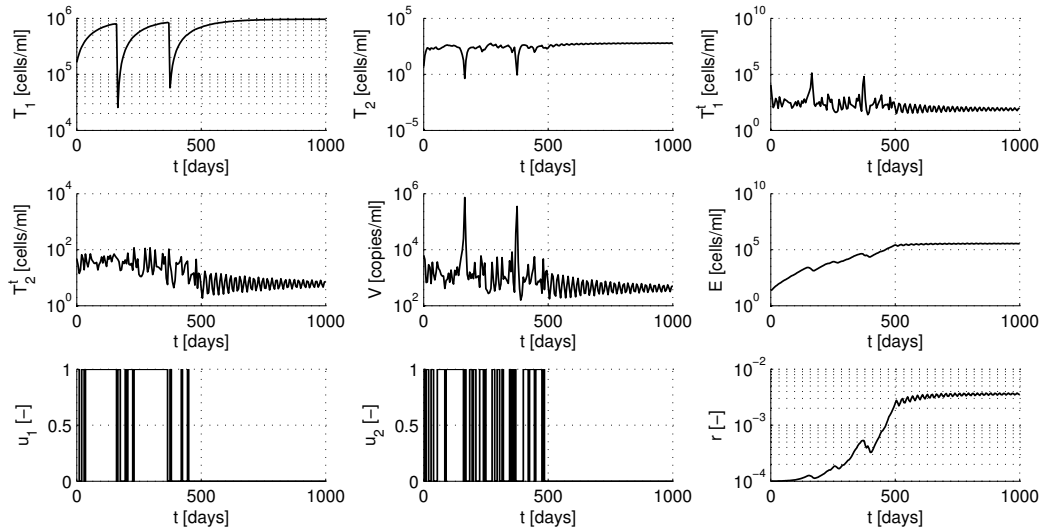 10^6
10^5
10^4
T_1 [cells/ml]
0 500 1000
t [days]
10^5
10^0
10^-5
T_2 [cells/ml]
0 500 1000
t [days]
10^10
10^5
10^0
T_1^t [cells/ml]
0 500 1000
t [days]
10^4
10^2
10^0
T_2^t [cells/ml]
0 500 1000
t [days]
10^6
10^4
10^2
V [copies/ml]
0 500 1000
t [days]
10^10
10^5
10^0
E [cells/ml]
0 500 1000
t [days]
1
0.5
0
u_1 [−]
0 500 1000
t [days]
1
0.5
0
u_2 [−]
0 500 1000
t [days]
10^−2
10^−3
10^−4
r [−]
0 500 1000
t [days]